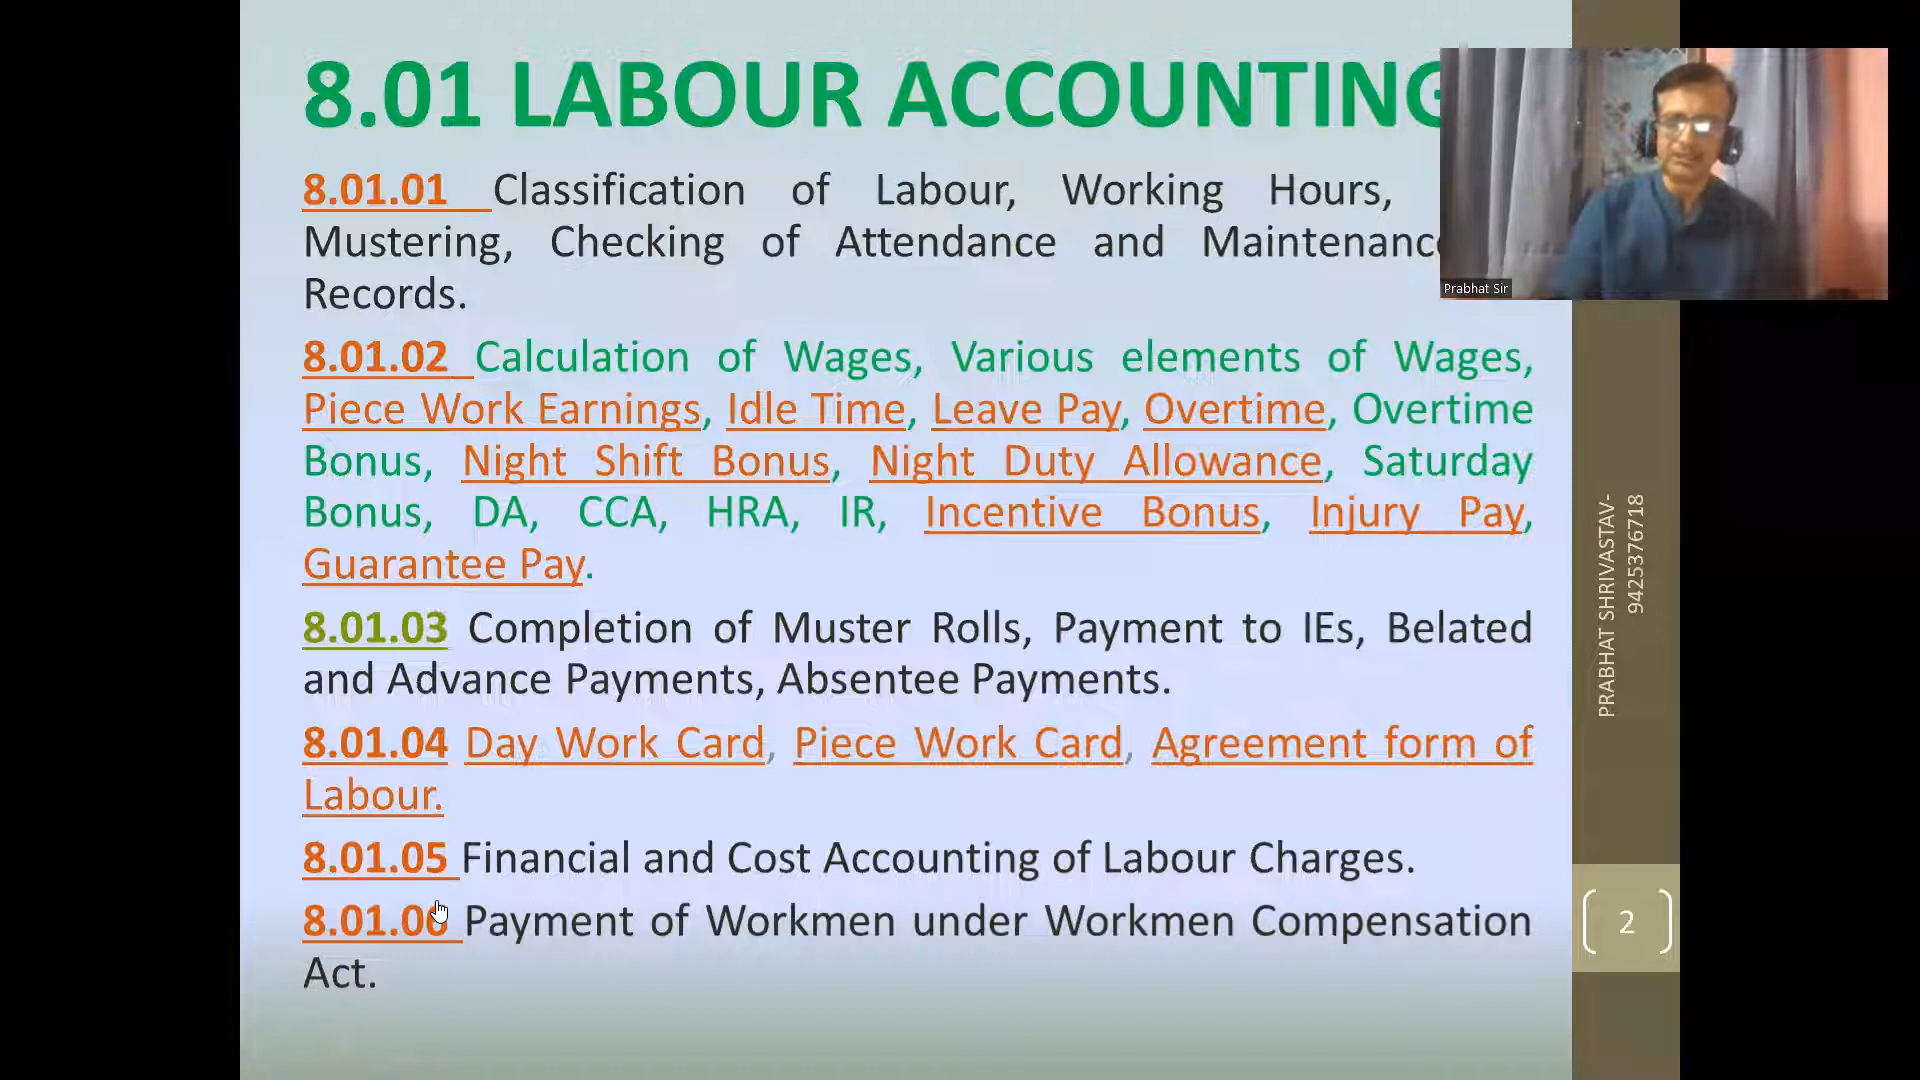 8.01 LABOUR ACCOUNTING
8.01.01 Classification of Labour, Working Hours,
Mustering, Checking of Attendance and Maintenance
Records.
8.01.02 Calculation of Wages, Various elements of Wages,
Piece Work Earnings, Idle Time, Leave Pay, Overtime, Overtime
Bonus, Night Shift Bonus, Night Duty Allowance, Saturday
Bonus, DA, CCA, HRA, IR, Incentive Bonus, Injury Pay,
Guarantee Pay.
8.01.03 Completion of Muster Rolls, Payment to IEs, Belated
and Advance Payments, Absentee Payments.
8.01.04 Day Work Card, Piece Work Card, Agreement form of
Labour.
8.01.05 Financial and Cost Accounting of Labour Charges.
8.01.06 Payment of Workmen under Workmen Compensation
Act.
Prabhat Sir
PRABHAT SHRIVASTAV-
9425376718
2